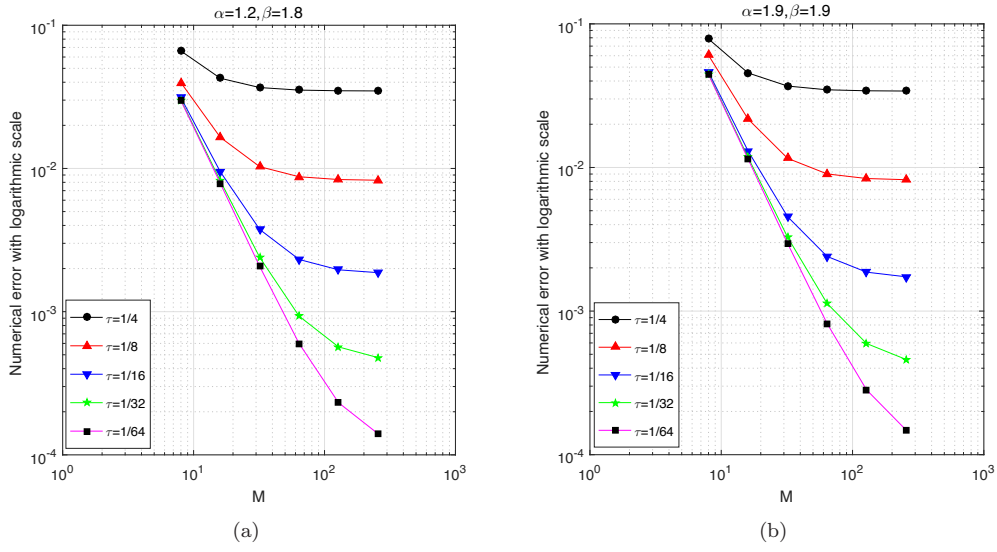 α=1.2,β=1.8
Numerical error with logarithmic scale
10^-1
10^-2
10^-3
10^-4
τ=1/4
τ=1/8
τ=1/16
τ=1/32
τ=1/64
10^0
10^1
10^2
10^3
M
(a)
α=1.9,β=1.9
Numerical error with logarithmic scale
10^-1
10^-2
10^-3
10^-4
τ=1/4
τ=1/8
τ=1/16
τ=1/32
τ=1/64
10^0
10^1
10^2
10^3
M
(b)